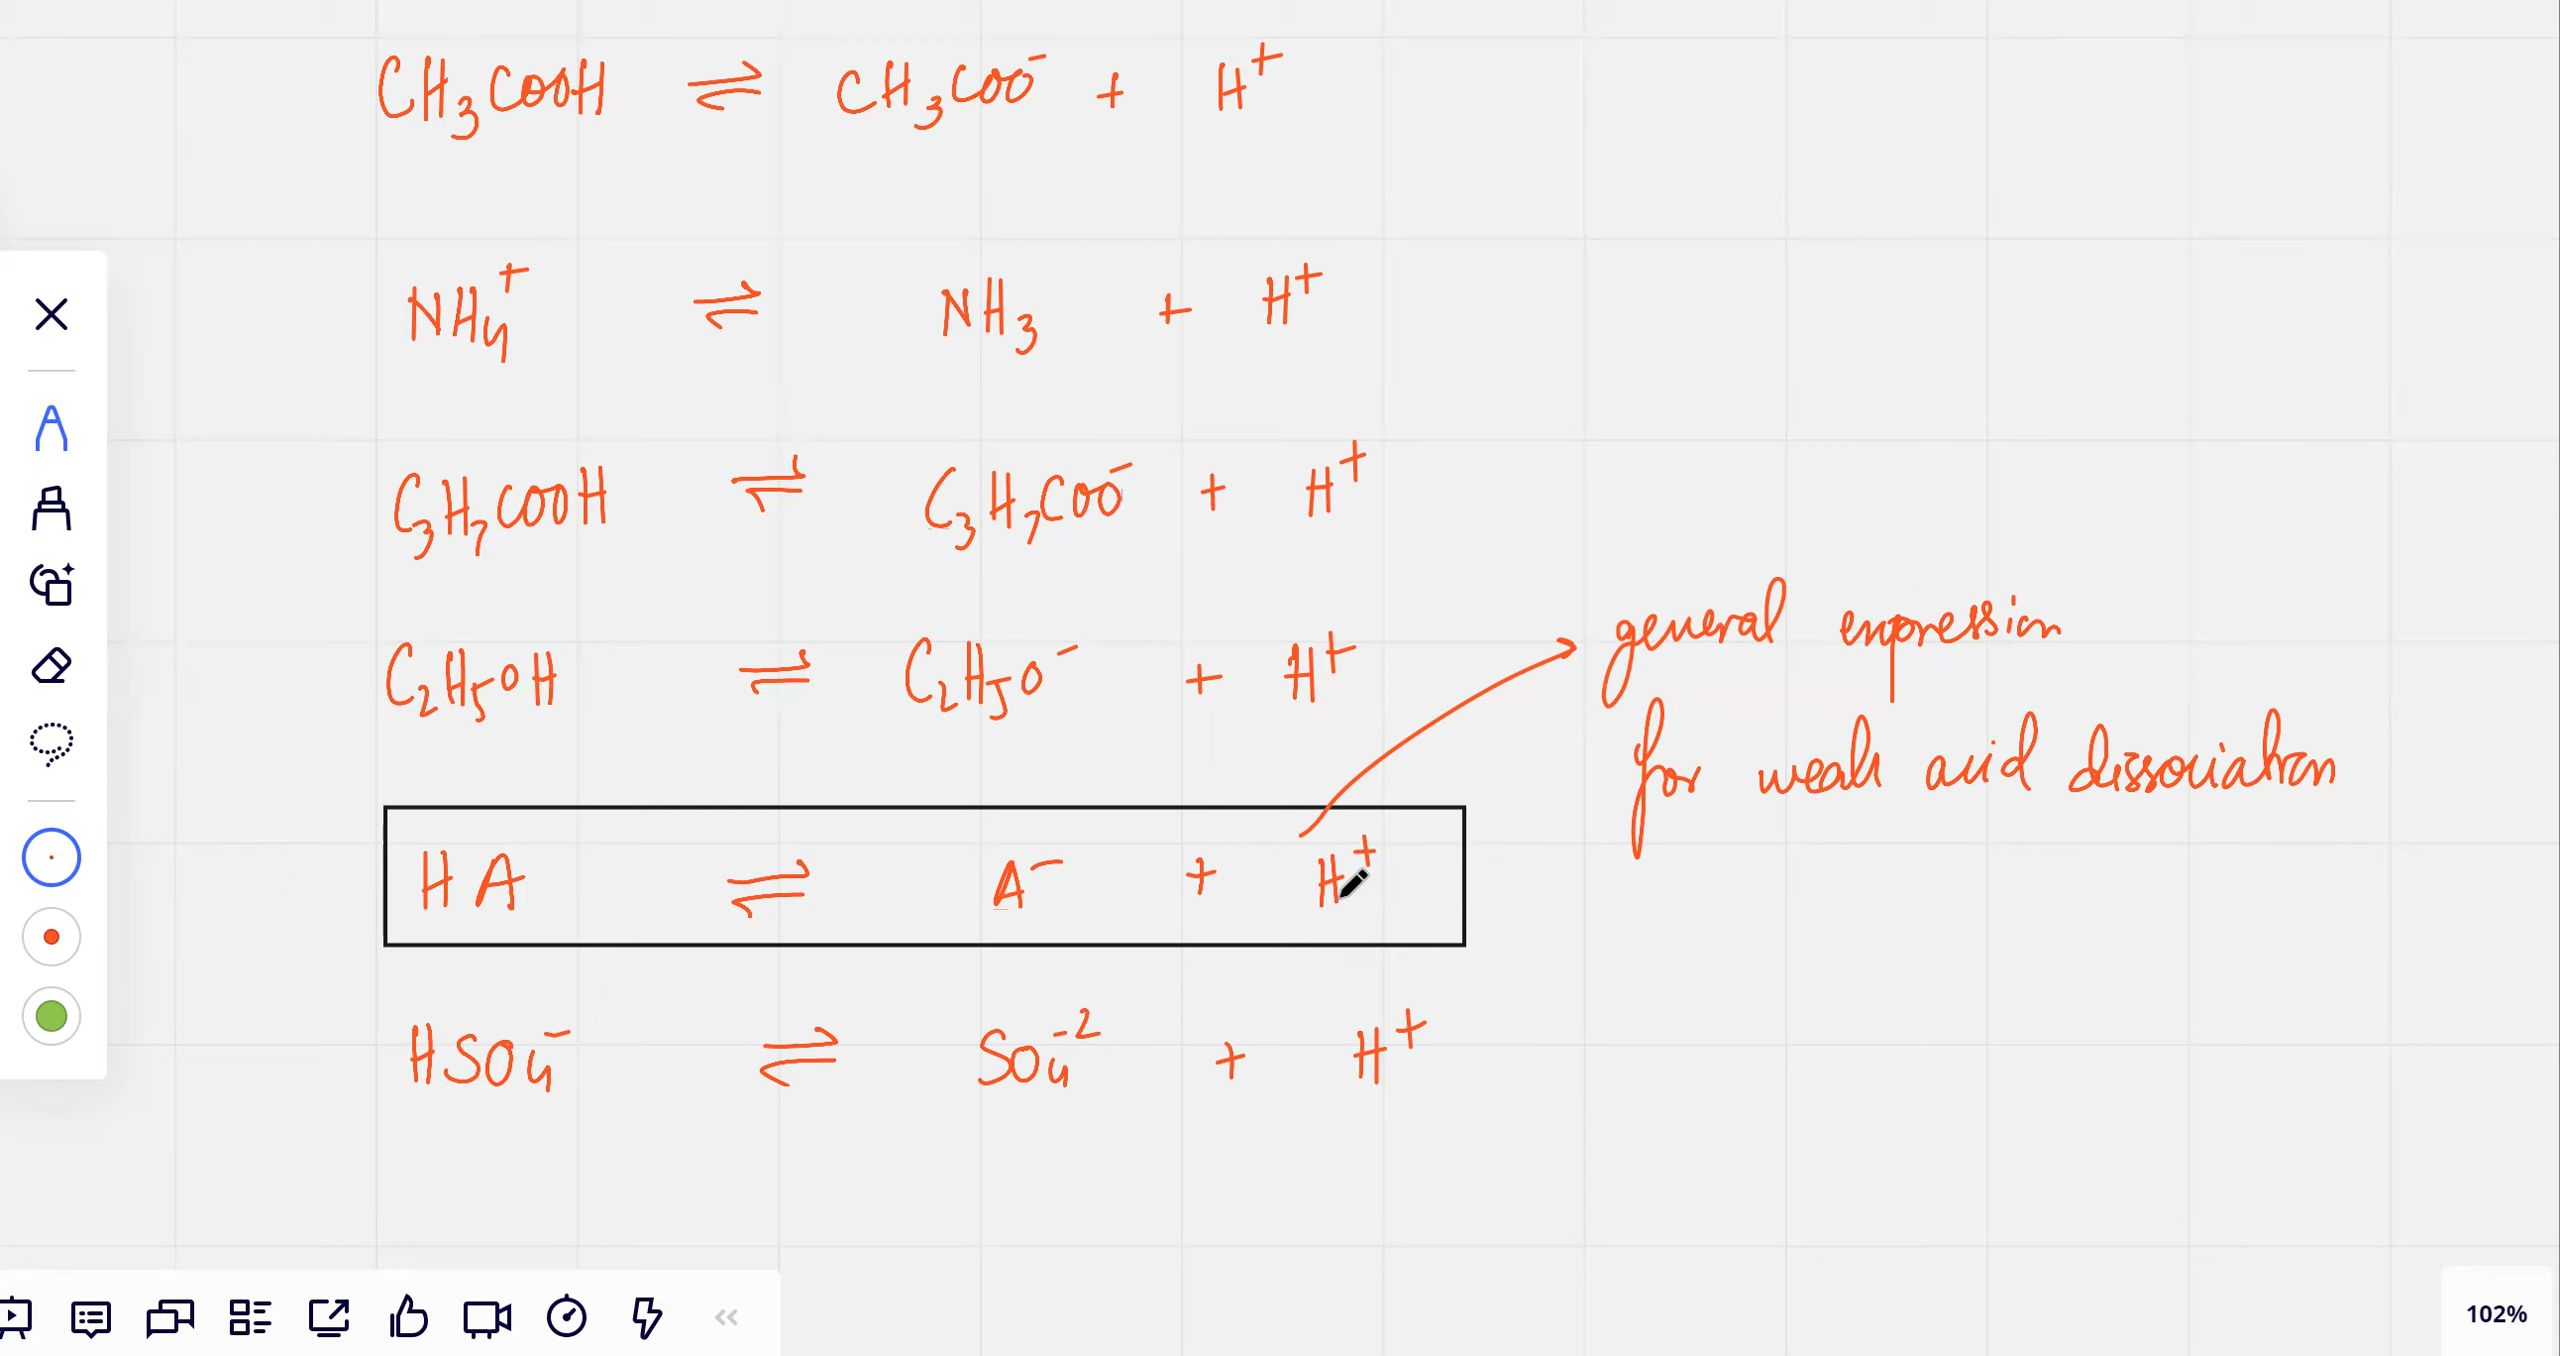 CH₃COOH ⇌ CH₃COO⁻ + H⁺
NH₄⁺ ⇌ NH₃ + H⁺
C₃H₇COOH ⇌ C₃H₇COO⁻ + H⁺
C₂H₅OH ⇌ C₂H₅O⁻ + H⁺
general expression
for weak acid dissociation
HA ⇌ A⁻ + H⁺
HSO₄⁻ ⇌ SO₄⁻² + H⁺
102%